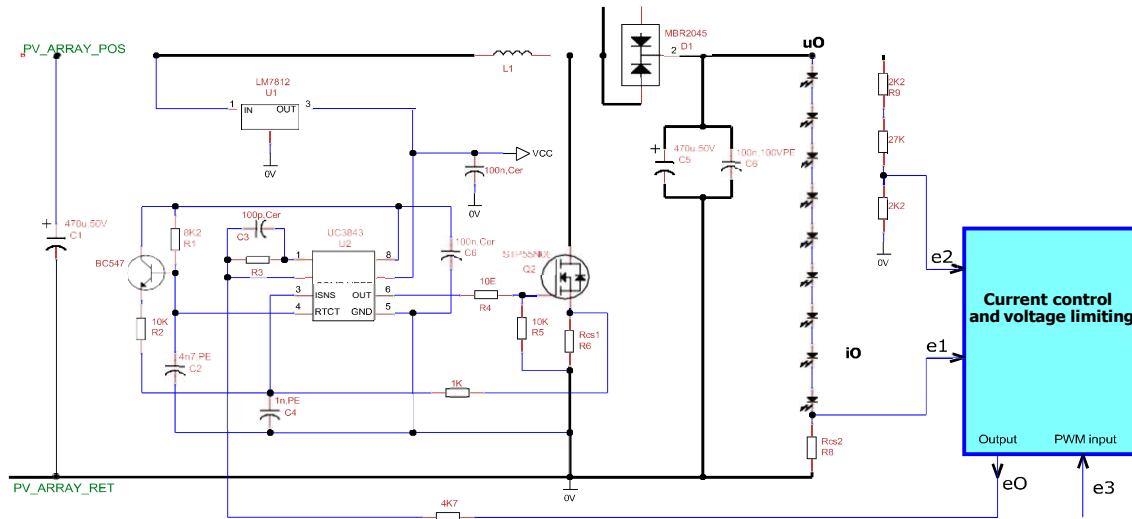 PV_ARRAY_POS
LM7812
U1
1
IN
OUT
3
0V
L1
MBR2045
D1
2
uO
2K2
R9
27K
2K2
0V
VCC
100n,Cer
0V
470u,50V
C5
100n,100VPE
C6
470u,50V
C1
8K2
R1
BC547
100p,Cer
C3
R3
UC3843
U2
1
8
3
ISNS
OUT
6
4
RTCT
GND
5
100n,Cer
C6
10E
R4
Q2
10K
R5
Rcs1
R6
10K
R2
4n7,PE
C2
1n,PE
C4
1K
iO
Rcs2
R8
e2
e1
Current control
and voltage limiting
Output
PWM input
eO
e3
PV_ARRAY_RET
0V
4K7